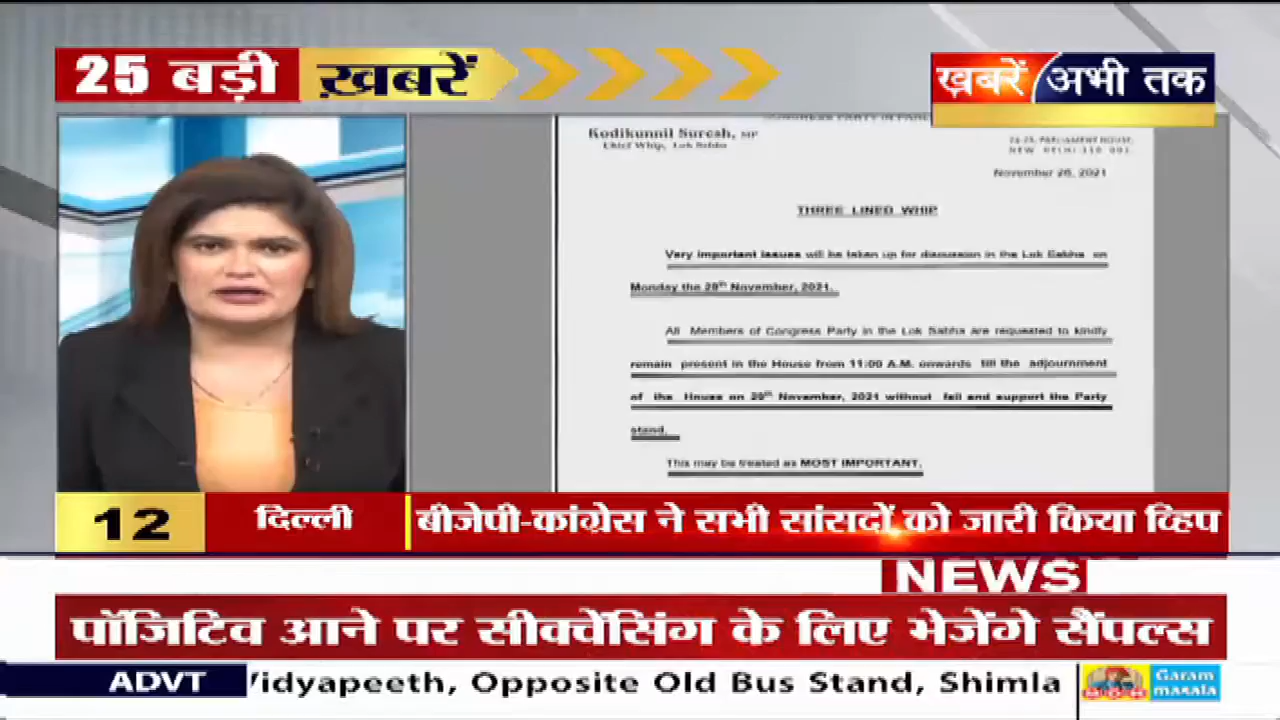 25 बड़ी ख़बरें
ख़बरें अभी तक
Kodikunnil Suresh, MP
Chief Whip, Lok Sabha
24-25, PARLIAMENT HOUSE,
NEW DELHI-110 001.
November 26, 2021
THREE LINED WHIP
Very important issues will be taken up for discussion in the Lok Sabha on
Monday the 29th November, 2021.
All Members of Congress Party in the Lok Sabha are requested to kindly
remain present in the House from 11:00 A.M. onwards till the adjournment
of the House on 29th November, 2021 without fail and support the Party
stand.
This may be treated as MOST IMPORTANT.
12 दिल्ली बीजेपी-कांग्रेस ने सभी सांसदों को जारी किया व्हिप
NEWS
पॉजिटिव आने पर सीक्वेंसिंग के लिए भेजेंगे सैंपल्स
ADVT Vidyapeeth, Opposite Old Bus Stand, Shimla
MDH Garam
masala